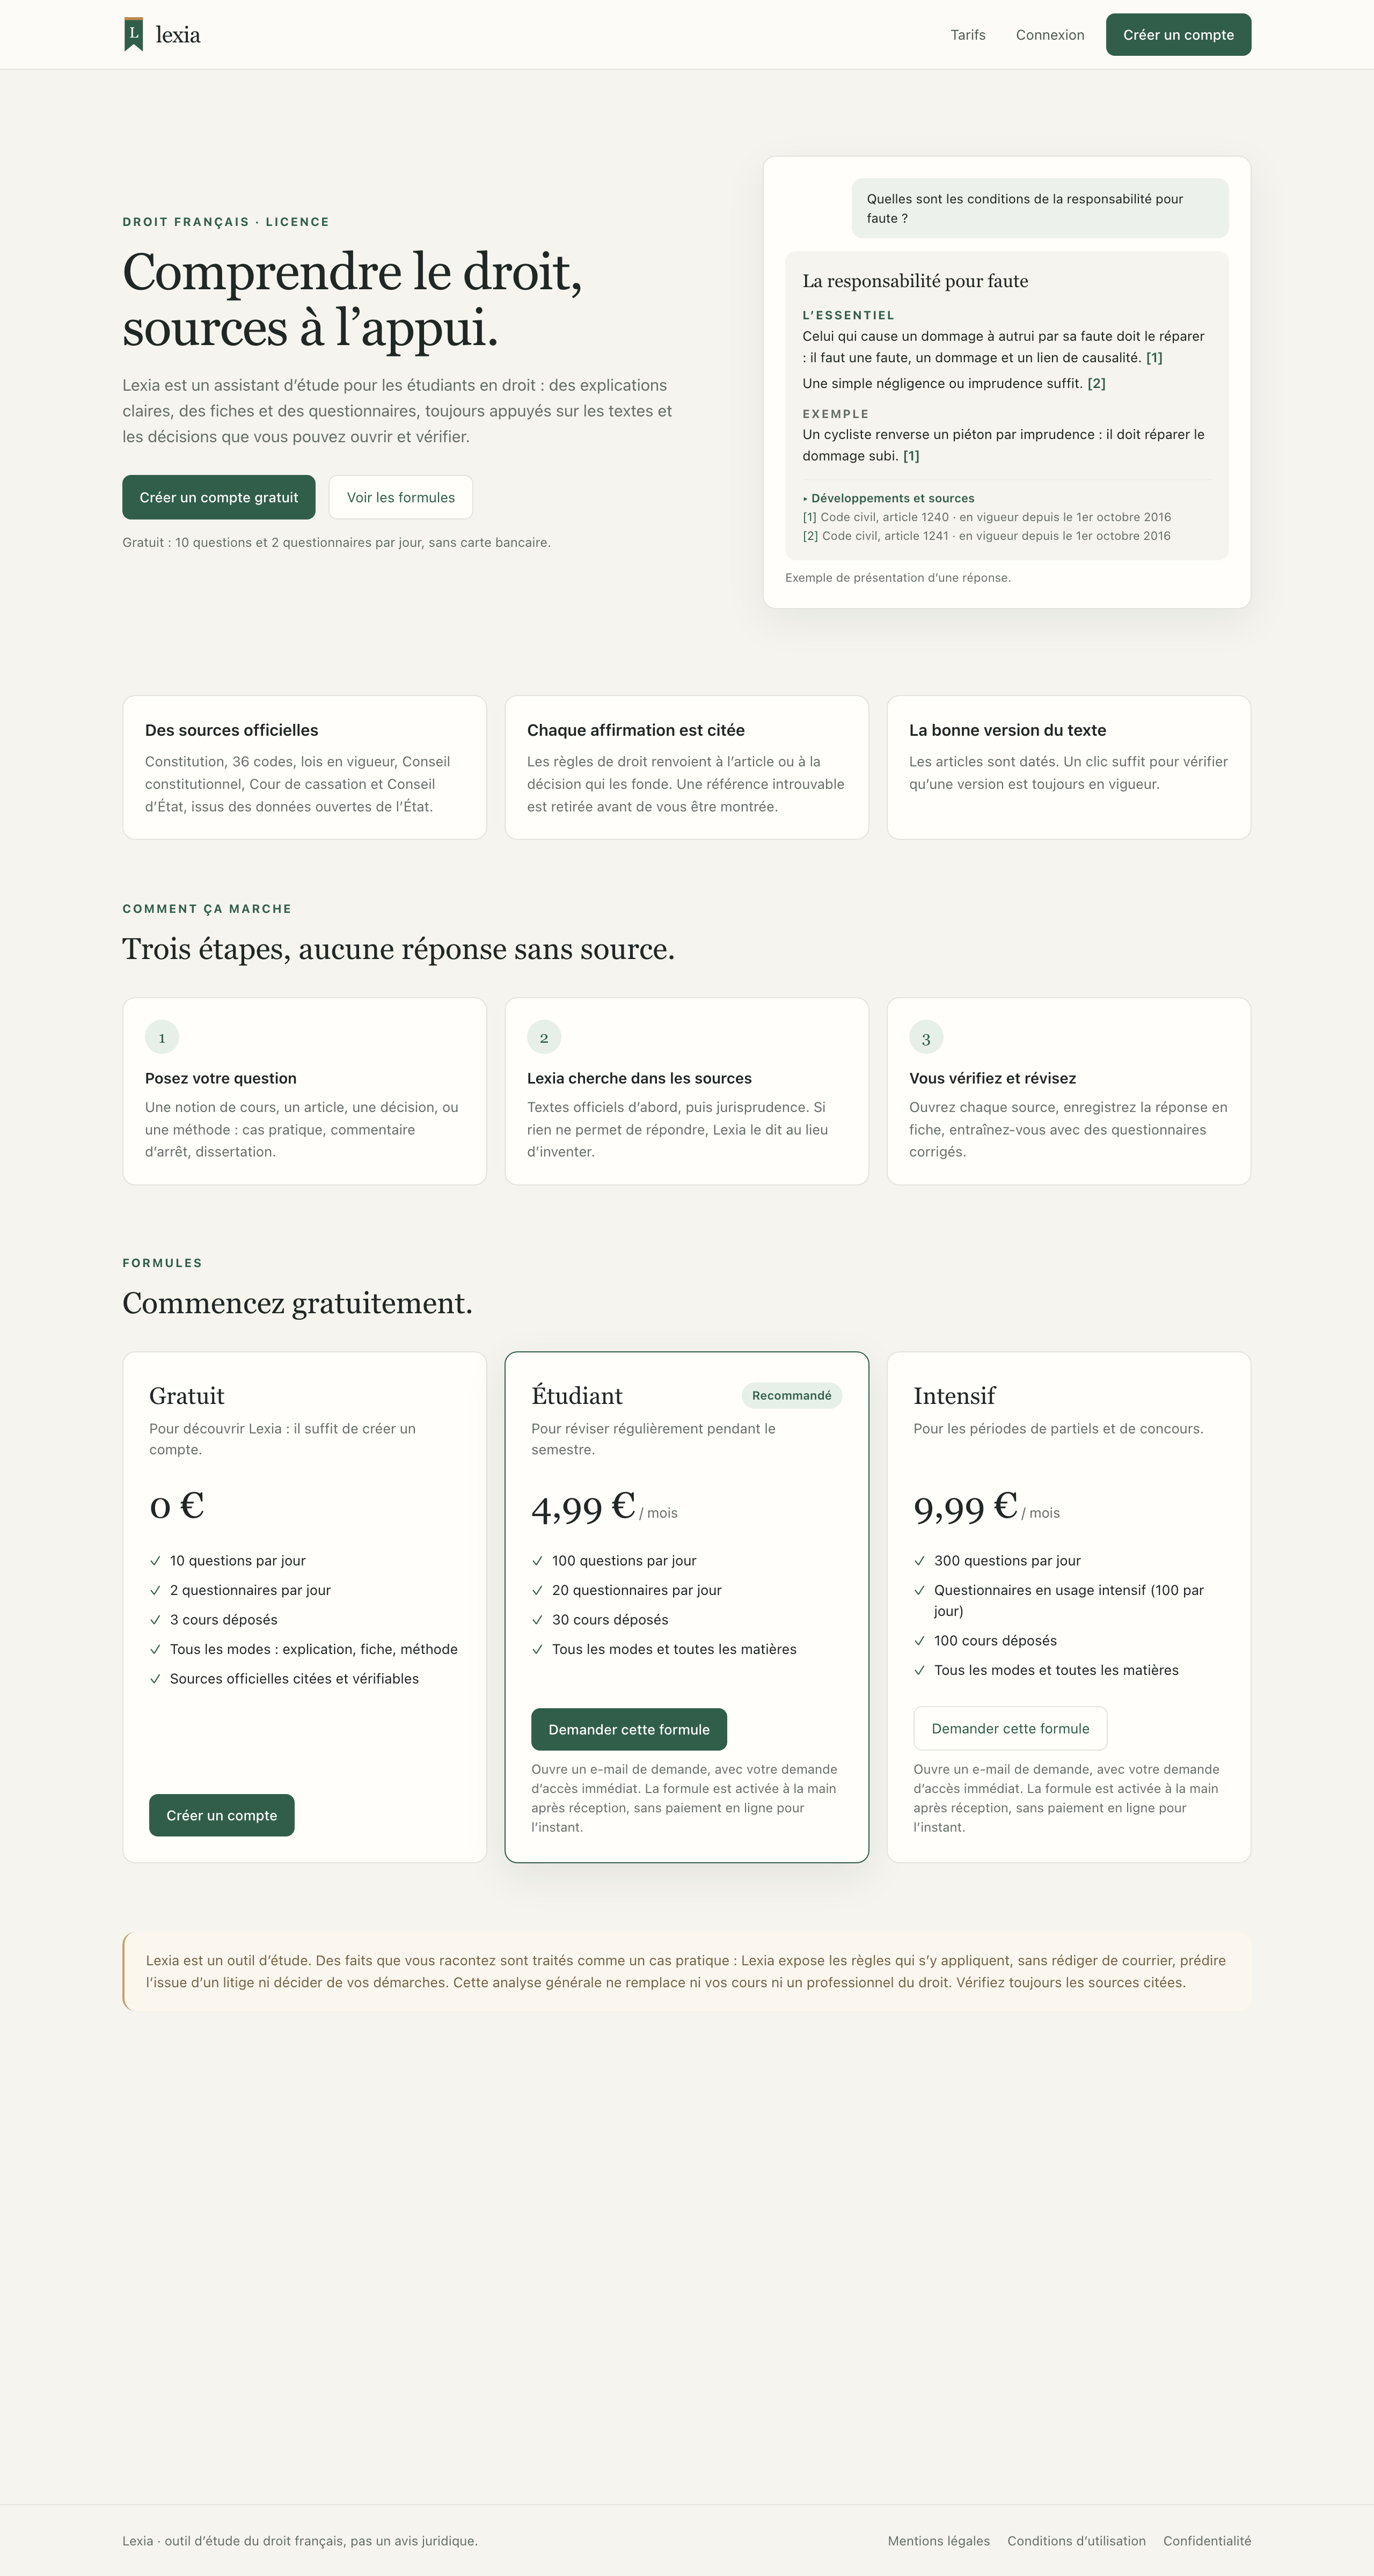 L lexia
Tarifs
Connexion
Créer un compte
DROIT FRANÇAIS · LICENCE
Comprendre le droit,
sources à l’appui.
Lexia est un assistant d’étude pour les étudiants en droit : des explications
claires, des fiches et des questionnaires, toujours appuyés sur les textes et
les décisions que vous pouvez ouvrir et vérifier.
Créer un compte gratuit
Voir les formules
Gratuit : 10 questions et 2 questionnaires par jour, sans carte bancaire.
Quelles sont les conditions de la responsabilité pour
faute ?
La responsabilité pour faute
L’ESSENTIEL
Celui qui cause un dommage à autrui par sa faute doit le réparer
: il faut une faute, un dommage et un lien de causalité. [1]
Une simple négligence ou imprudence suffit. [2]
EXEMPLE
Un cycliste renverse un piéton par imprudence : il doit réparer le
dommage subi. [1]
▸ Développements et sources
[1] Code civil, article 1240 · en vigueur depuis le 1er octobre 2016
[2] Code civil, article 1241 · en vigueur depuis le 1er octobre 2016
Exemple de présentation d’une réponse.
Des sources officielles
Constitution, 36 codes, lois en vigueur, Conseil
constitutionnel, Cour de cassation et Conseil
d’État, issus des données ouvertes de l’État.
Chaque affirmation est citée
Les règles de droit renvoient à l’article ou à la
décision qui les fonde. Une référence introuvable
est retirée avant de vous être montrée.
La bonne version du texte
Les articles sont datés. Un clic suffit pour vérifier
qu’une version est toujours en vigueur.
COMMENT ÇA MARCHE
Trois étapes, aucune réponse sans source.
1
Posez votre question
Une notion de cours, un article, une décision, ou
une méthode : cas pratique, commentaire
d’arrêt, dissertation.
2
Lexia cherche dans les sources
Textes officiels d’abord, puis jurisprudence. Si
rien ne permet de répondre, Lexia le dit au lieu
d’inventer.
3
Vous vérifiez et révisez
Ouvrez chaque source, enregistrez la réponse en
fiche, entraînez-vous avec des questionnaires
corrigés.
FORMULES
Commencez gratuitement.
Gratuit
Pour découvrir Lexia : il suffit de créer un
compte.
0 €
✓ 10 questions par jour
✓ 2 questionnaires par jour
✓ 3 cours déposés
✓ Tous les modes : explication, fiche, méthode
✓ Sources officielles citées et vérifiables
Créer un compte
Étudiant
Recommandé
Pour réviser régulièrement pendant le
semestre.
4,99 € / mois
✓ 100 questions par jour
✓ 20 questionnaires par jour
✓ 30 cours déposés
✓ Tous les modes et toutes les matières
Demander cette formule
Ouvre un e-mail de demande, avec votre demande
d’accès immédiat. La formule est activée à la main
après réception, sans paiement en ligne pour
l’instant.
Intensif
Pour les périodes de partiels et de concours.
9,99 € / mois
✓ 300 questions par jour
✓ Questionnaires en usage intensif (100 par
jour)
✓ 100 cours déposés
✓ Tous les modes et toutes les matières
Demander cette formule
Ouvre un e-mail de demande, avec votre demande
d’accès immédiat. La formule est activée à la main
après réception, sans paiement en ligne pour
l’instant.
Lexia est un outil d’étude. Des faits que vous racontez sont traités comme un cas pratique : Lexia expose les règles qui s’y appliquent, sans rédiger de courrier, prédire
l’issue d’un litige ni décider de vos démarches. Cette analyse générale ne remplace ni vos cours ni un professionnel du droit. Vérifiez toujours les sources citées.
Lexia · outil d’étude du droit français, pas un avis juridique.
Mentions légales
Conditions d’utilisation
Confidentialité